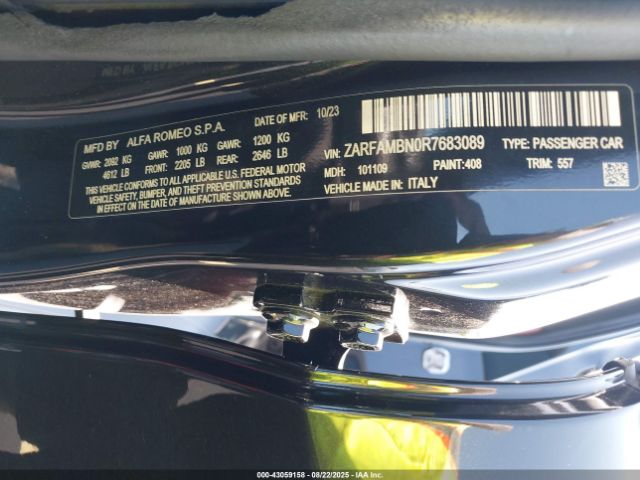 MFD BY ALFA ROMEO S.P.A. DATE OF MFR: 10/23
GVWR: 2092 KG GAWR: 1000 KG GAWR: 1200 KG
4612 LB FRONT: 2205 LB REAR: 2646 LB
THIS VEHICLE CONFORMS TO ALL APPLICABLE U.S. FEDERAL MOTOR
VEHICLE SAFETY, BUMPER, AND THEFT PREVENTION STANDARDS
IN EFFECT ON THE DATE OF MANUFACTURE SHOWN ABOVE.
VIN: ZARFAMBN0R7683089 TYPE: PASSENGER CAR
MDH: 101109 PAINT: 408 TRIM: 557
VEHICLE MADE IN: ITALY
000-43059158 - 08/22/2025 - IAAI.COM